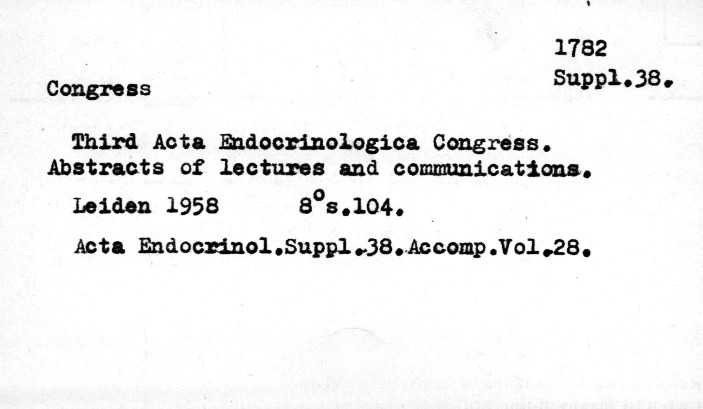 1782
Suppl.38.
Congress
Third Acta Endocrinologica Congress.
Abstracts of lectures and communications.
Leiden 1958 8°s.104.
Acta Endocrinol.Suppl.38.Accomp.Vol.28.